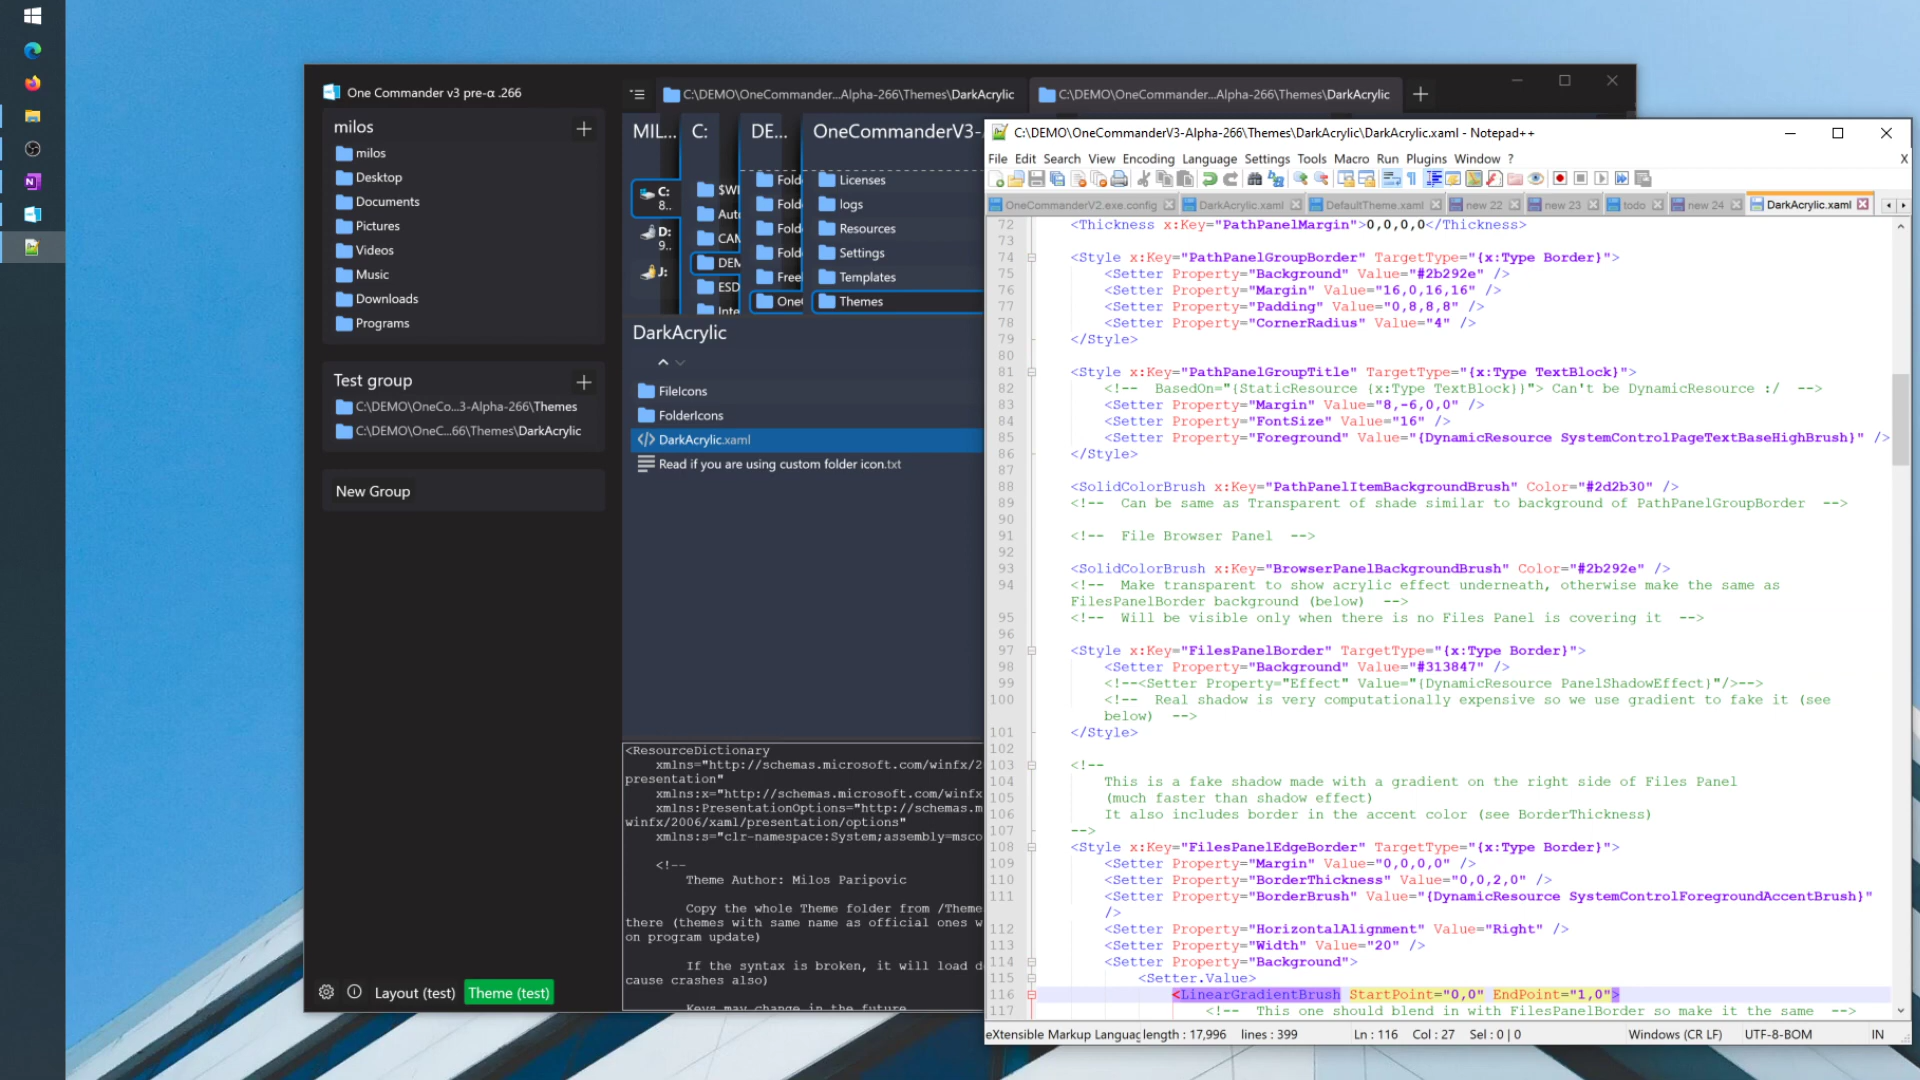 One Commander v3 pre-α .266
milos
milos
Desktop
Documents
Pictures
Videos
Music
Downloads
Programs
Test group
C:\DEMO\OneCo...3-Alpha-266\Themes
C:\DEMO\OneC...66\Themes\DarkAcrylic
New Group
Layout (test) Theme (test)
C:\DEMO\OneCommander...Alpha-266\Themes\DarkAcrylic
C:\DEMO\OneCommander...Alpha-266\Themes\DarkAcrylic
MIL... C: DE... OneCommanderV3-
C:
8..
D:
9..
J:
$WI
Aut
CAM
DEM
ESD
Inte
Fold
Fold
Fold
Fold
Free
One
Licenses
logs
Resources
Settings
Templates
Themes
DarkAcrylic
FileIcons
FolderIcons
DarkAcrylic.xaml
Read if you are using custom folder icon.txt
<ResourceDictionary
xmlns="http://schemas.microsoft.com/winfx/2
presentation"
xmlns:x="http://schemas.microsoft.com/winfx
xmlns:PresentationOptions="http://schemas.m
winfx/2006/xaml/presentation/options"
xmlns:s="clr-namespace:System;assembly=msco
<!--
Theme Author: Milos Paripovic
Copy the whole Theme folder from /Theme
there (themes with same name as official ones w
on program update)
If the syntax is broken, it will load d
cause crashes also)
Keys may change in the future
C:\DEMO\OneCommanderV3-Alpha-266\Themes\DarkAcrylic\DarkAcrylic.xaml - Notepad++
File Edit Search View Encoding Language Settings Tools Macro Run Plugins Window ? X
OneCommanderV2.exe.config DarkAcrylic.xaml DefaultTheme.xaml new 22 new 23 todo new 24 DarkAcrylic.xaml
72 <Thickness x:Key="PathPanelMargin">0,0,0,0</Thickness>
73
74 <Style x:Key="PathPanelGroupBorder" TargetType="{x:Type Border}">
75 <Setter Property="Background" Value="#2b292e" />
76 <Setter Property="Margin" Value="16,0,16,16" />
77 <Setter Property="Padding" Value="0,8,8,8" />
78 <Setter Property="CornerRadius" Value="4" />
79 </Style>
80
81 <Style x:Key="PathPanelGroupTitle" TargetType="{x:Type TextBlock}">
82 <!-- BasedOn="{StaticResource {x:Type TextBlock}}"> Can't be DynamicResource :/ -->
83 <Setter Property="Margin" Value="8,-6,0,0" />
84 <Setter Property="FontSize" Value="16" />
85 <Setter Property="Foreground" Value="{DynamicResource SystemControlPageTextBaseHighBrush}" />
86 </Style>
87
88 <SolidColorBrush x:Key="PathPanelItemBackgroundBrush" Color="#2d2b30" />
89 <!-- Can be same as Transparent of shade similar to background of PathPanelGroupBorder -->
90
91 <!-- File Browser Panel -->
92
93 <SolidColorBrush x:Key="BrowserPanelBackgroundBrush" Color="#2b292e" />
94 <!-- Make transparent to show acrylic effect underneath, otherwise make the same as
FilesPanelBorder background (below) -->
95 <!-- Will be visible only when there is no Files Panel is covering it -->
96
97 <Style x:Key="FilesPanelBorder" TargetType="{x:Type Border}">
98 <Setter Property="Background" Value="#313847" />
99 <!--<Setter Property="Effect" Value="{DynamicResource PanelShadowEffect}"/>-->
100 <!-- Real shadow is very computationally expensive so we use gradient to fake it (see
below) -->
101 </Style>
102
103 <!--
104 This is a fake shadow made with a gradient on the right side of Files Panel
105 (much faster than shadow effect)
106 It also includes border in the accent color (see BorderThickness)
107 -->
108 <Style x:Key="FilesPanelEdgeBorder" TargetType="{x:Type Border}">
109 <Setter Property="Margin" Value="0,0,0,0" />
110 <Setter Property="BorderThickness" Value="0,0,2,0" />
111 <Setter Property="BorderBrush" Value="{DynamicResource SystemControlForegroundAccentBrush}"
/>
112 <Setter Property="HorizontalAlignment" Value="Right" />
113 <Setter Property="Width" Value="20" />
114 <Setter Property="Background">
115 <Setter.Value>
116 <LinearGradientBrush StartPoint="0,0" EndPoint="1,0">
117 <!-- This one should blend in with FilesPanelBorder so make it the same -->
eXtensible Markup Languag length : 17,996 lines : 399 Ln : 116 Col : 27 Sel : 0 | 0 Windows (CR LF) UTF-8-BOM IN